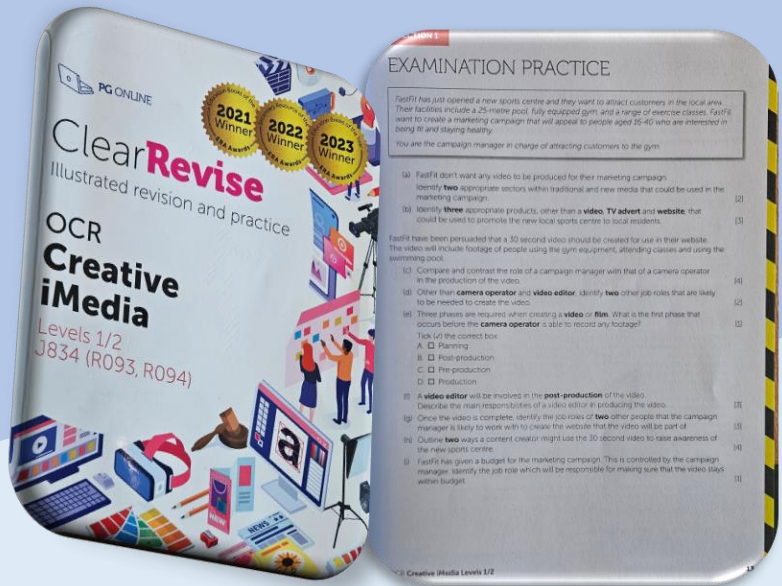 PG ONLINE
2021
Winner
2022
Winner
2023
Winner
ClearRevise
Illustrated revision and practice
OCR
Creative
iMedia
Levels 1/2
J834 (R093, R094)
NEW
NEWS
a
EXAMINATION PRACTICE
FastFit has just opened a new sports centre and they want to attract customers in the local area.
Their facilities include a 25-metre pool, fully equipped gym, and a range of exercise classes. FastFit
want to create a marketing campaign that will appeal to people aged 16-40 who are interested in
being fit and staying healthy.
You are the campaign manager in charge of attracting customers to the gym.
(a) FastFit don't want any video to be produced for their marketing campaign.
Identify two appropriate sectors within traditional and new media that could be used in the
marketing campaign. [2]
(b) Identify three appropriate products, other than a video, TV advert and website, that
could be used to promote the new local sports centre to local residents. [3]
FastFit have been persuaded that a 30 second video should be created for use in their website.
The video will include footage of people using the gym equipment, attending classes and using the
swimming pool.
(c) Compare and contrast the role of a campaign manager with that of a camera operator
in the production of the video. [4]
(d) Other than camera operator and video editor, identify two other job roles that are likely
to be needed to create the video. [2]
(e) Three phases are required when creating a video or film. What is the first phase that
occurs before the camera operator is able to record any footage? [1]
Tick (✓) the correct box.
A. ☐ Planning
B. ☐ Post-production
C. ☐ Pre-production
D. ☐ Production
(f) A video editor will be involved in the post-production of the video.
Describe the main responsibilities of a video editor in producing the video. [3]
(g) Once the video is complete, identify the job roles of two other people that the campaign
manager is likely to work with to create the website that the video will be part of. [3]
(h) Outline two ways a content creator might use the 30 second video to raise awareness of
the new sports centre. [4]
(i) FastFit has given a budget for the marketing campaign. This is controlled by the campaign
manager. Identify the job role which will be responsible for making sure that the video stays
within budget. [1]
OCR Creative iMedia Levels 1/2
13